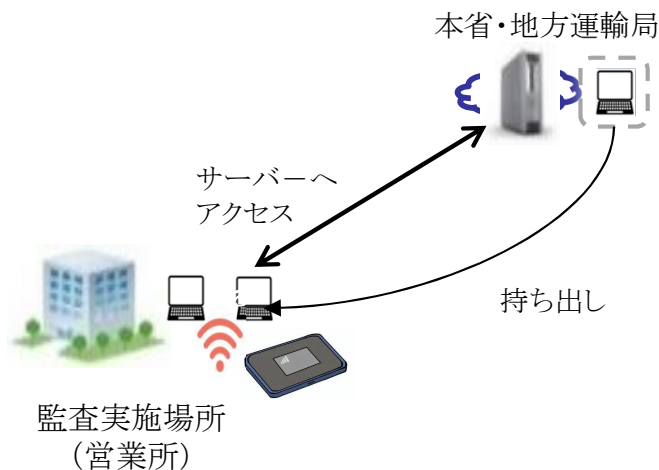 本省・地方運輸局
サーバーへ
アクセス
持ち出し
監査実施場所
（営業所）